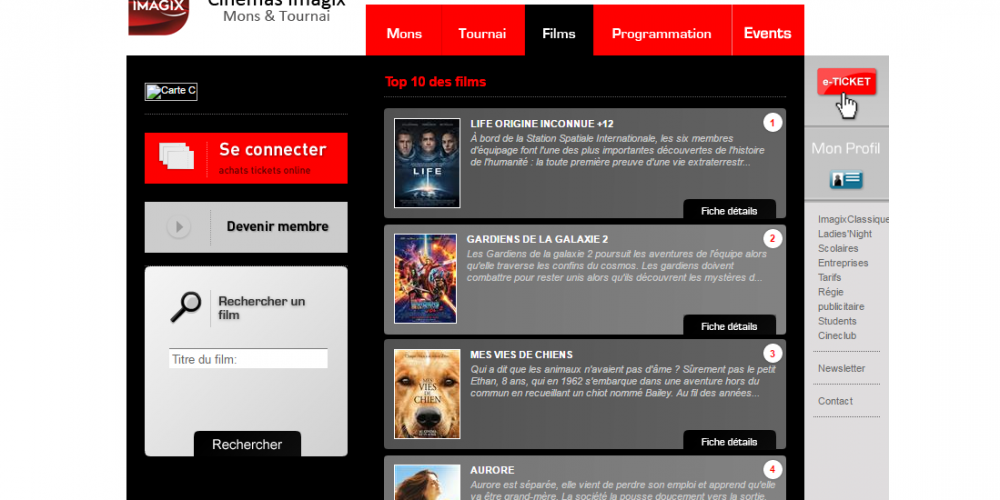 IMAGIX
Cinémas Imagix
Mons & Tournai
Mons
Tournai
Films
Programmation
Events
Carte C
Se connecter
achats tickets online
Devenir membre
Rechercher un
film
Titre du film:
Rechercher
Top 10 des films
LIFE ORIGINE INCONNUE +12
1
À bord de la Station Spatiale Internationale, les six membres
d'équipage font l'une des plus importantes découvertes de l'histoire
de l'humanité : la toute première preuve d'une vie extraterrestr...
LIFE
Fiche détails
GARDIENS DE LA GALAXIE 2
2
Les Gardiens de la galaxie 2 poursuit les aventures de l'équipe alors
qu'elle traverse les confins du cosmos. Les gardiens doivent
combattre pour rester unis alors qu'ils découvrent les mystères d...
Fiche détails
MES VIES DE CHIENS
3
Qui a dit que les animaux n'avaient pas d'âme ? Sûrement pas le petit
Ethan, 8 ans, qui en 1962 s'embarque dans une aventure hors du
commun en recueillant un chiot nommé Bailey. Au fil des années...
MES
VIES
DE CHIEN
Fiche détails
AURORE
4
Aurore est séparée, elle vient de perdre son emploi et apprend qu'elle
va être grand-mère. La société la pousse doucement vers la sortie,
e-TICKET
Mon Profil
ImagixClassique
Ladies'Night
Scolaires
Entreprises
Tarifs
Régie
publicitaire
Students
Cineclub
Newsletter
Contact